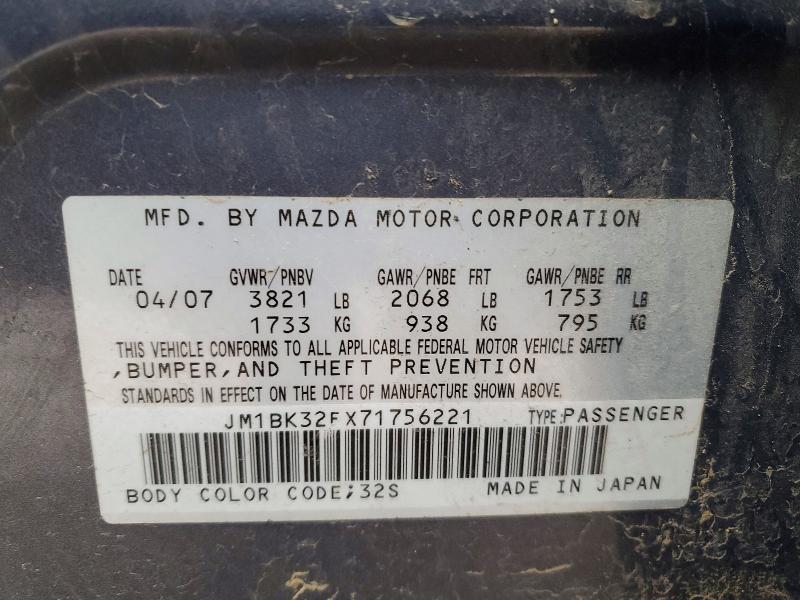 MFD. BY MAZDA MOTOR CORPORATION
DATE GVWR/PNBV GAWR/PNBE FRT GAWR/PNBE RR
04/07 3821 LB 2068 LB 1753 LB
1733 KG 938 KG 795 KG
THIS VEHICLE CONFORMS TO ALL APPLICABLE FEDERAL MOTOR VEHICLE SAFETY
,BUMPER,AND THEFT PREVENTION
STANDARDS IN EFFECT ON THE DATE OF MANUFACTURE SHOWN ABOVE.
JM1BK32FX71756221 TYPE:PASSENGER
BODY COLOR CODE;32S MADE IN JAPAN